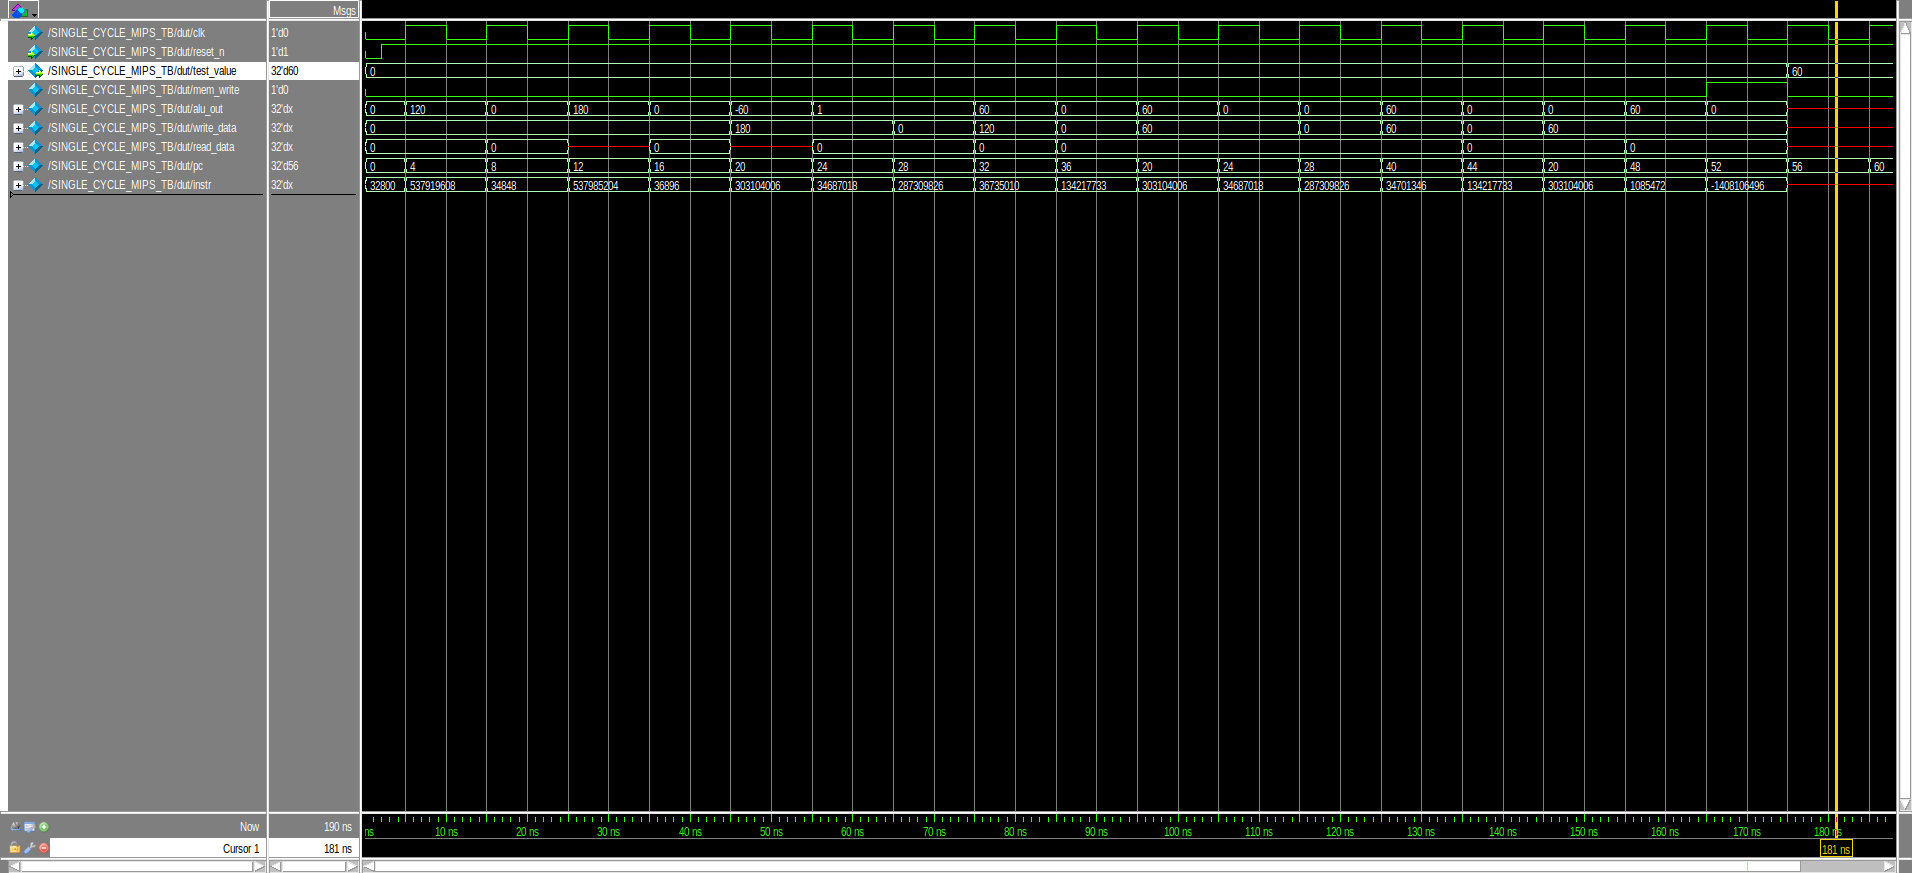 Msgs
/SINGLE_CYCLE_MIPS_TB/dut/clk 1'd0
/SINGLE_CYCLE_MIPS_TB/dut/reset_n 1'd1
/SINGLE_CYCLE_MIPS_TB/dut/test_value 32'd60 0 60
/SINGLE_CYCLE_MIPS_TB/dut/mem_write 1'd0
/SINGLE_CYCLE_MIPS_TB/dut/alu_out 32'dx 0 120 0 180 0 -60 1 60 0 60 0 0 60 0 0 60 0
/SINGLE_CYCLE_MIPS_TB/dut/write_data 32'dx 0 180 0 120 0 60 0 60 0 60
/SINGLE_CYCLE_MIPS_TB/dut/read_data 32'dx 0 0 0 0 0 0 0 0
/SINGLE_CYCLE_MIPS_TB/dut/pc 32'd56 0 4 8 12 16 20 24 28 32 36 20 24 28 40 44 20 48 52 56 60
/SINGLE_CYCLE_MIPS_TB/dut/instr 32'dx 32800 537919608 34848 537985204 36896 303104006 34687018 287309826 36735010 134217733 303104006 34687018 287309826 34701346 134217733 303104006 1085472 -1408106496
Now 190 ns ns 10 ns 20 ns 30 ns 40 ns 50 ns 60 ns 70 ns 80 ns 90 ns 100 ns 110 ns 120 ns 130 ns 140 ns 150 ns 160 ns 170 ns 180 ns
Cursor 1 181 ns 181 ns